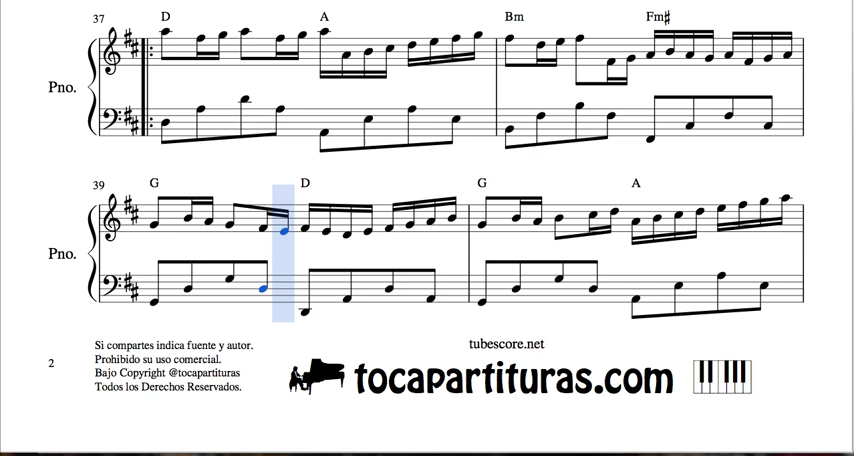 37
D A Bm Fm#
Pno.
39
G D G A
Pno.
Si compartes indica fuente y autor.
Prohibido su uso comercial.
Bajo Copyright @tocapartituras
Todos los Derechos Reservados.
2
tubescore.net
tocapartituras.com